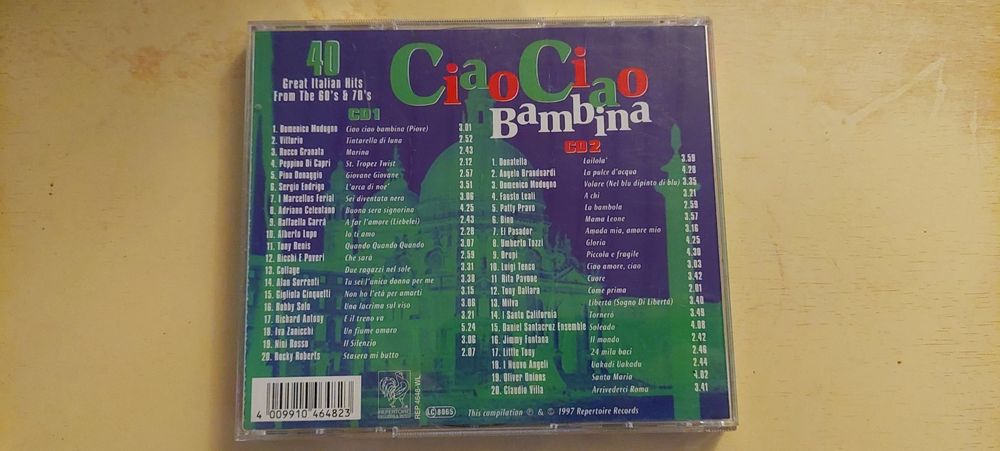 40
Great Italian Hits
From The 60's & 70's
Ciao Ciao
Bambina
CD 1
1. Domenico Modugno Ciao ciao bambina (Piove) 3.01
2. Vittorio Tintarella di luna 2.52
3. Rocco Granata Marina 2.43
4. Peppino Di Capri St. Tropez Twist 2.12
5. Pino Donaggio Giovane Giovane 2.57
6. Sergio Endrigo L'arca di noe' 3.51
7. I Marcellos Ferial Sei diventata nera 3.06
8. Adriano Celentano Buona sera signorina 4.25
9. Raffaella Carrá A far l'amore (Liebelei) 2.43
10. Alberto Lupo Io ti amo 2.28
11. Tony Renis Quando Quando Quando 3.07
12. Ricchi E Poveri Che sará 2.59
13. Collage Due ragazzi nel sole 3.31
14. Alan Sorrenti Tu sei l'unica donna per me 3.38
15. Gigliola Cinquetti Non ho l'etá per amarti 3.15
16. Bobby Solo Una lacrima sul viso 3.06
17. Richard Antony E il treno va 3.21
18. Iva Zanicchi Un fiume amaro 5.24
19. Nini Rosso Il Silenzio 3.06
20. Rocky Roberts Stasera mi butto 2.07
CD 2
1. Donatella Lailola' 3.59
2. Angelo Branduardi La pulce d'acqua 4.28
3. Domenico Modugno Volare (Nel blu dipinto di blu) 3.35
4. Fausto Leali A chi 3.21
5. Patty Pravo La bambola 2.59
6. Bino Mama Leone 3.57
7. El Pasador Amada mia, amore mio 3.16
8. Umberto Tozzi Gloria 4.25
9. Drupi Piccola e fragile 4.30
10. Luigi Tenco Ciao amore, ciao 3.03
11. Rita Pavone Cuore 3.42
12. Tony Dallara Come prima 2.01
13. Milva Libertá (Sogno Di Libertá) 3.40
14. I Santo California Torneró 3.49
15. Daniel Santacruz Ensemble Soleado 4.08
16. Jimmy Fontana Il mondo 2.42
17. Little Tony 24 mila baci 2.46
18. I Nuovo Angeli Uakadi Uakadu 2.44
19. Oliver Onions Santa Maria 4.02
20. Claudio Villa Arrivederci Roma 3.41
4 009910 464823
REPERTOIRE
REP 4646-WL
LC 8065
This compilation ℗ & © 1997 Repertoire Records